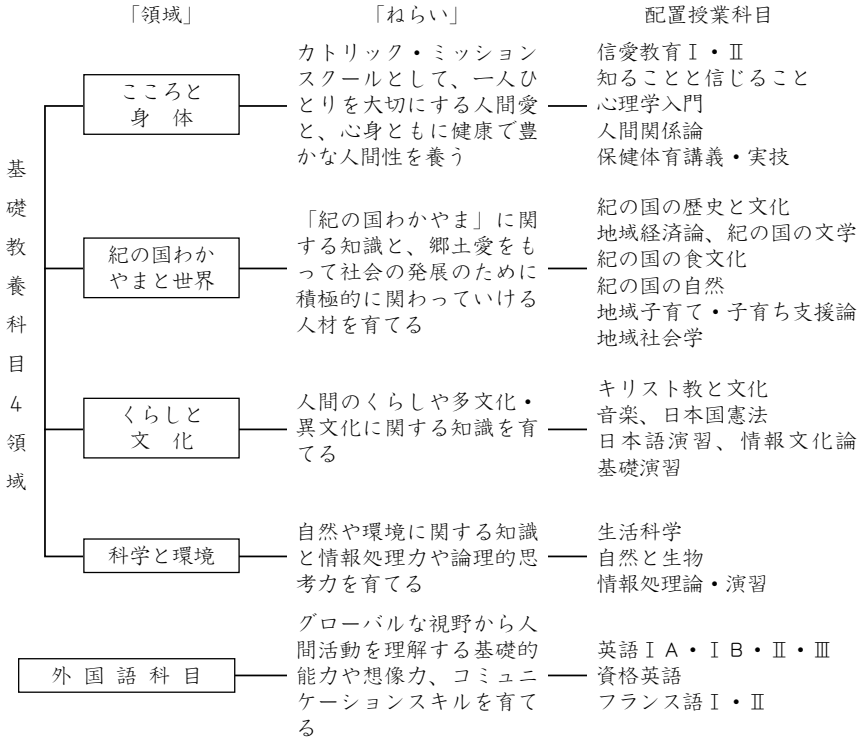 「領域」
「ねらい」
配置授業科目
基礎教養科目4領域
こころと
身　体
カトリック・ミッション
スクールとして、一人ひ
とりを大切にする人間愛
と、心身ともに健康で豊
かな人間性を養う
信愛教育Ⅰ・Ⅱ
知ることと信じること
心理学入門
人間関係論
保健体育講義・実技
紀の国わか
やまと世界
「紀の国わかやま」に関
する知識と、郷土愛をも
って社会の発展のために
積極的に関わっていける
人材を育てる
紀の国の歴史と文化
地域経済論、紀の国の文学
紀の国の食文化
紀の国の自然
地域子育て・子育ち支援論
地域社会学
くらしと
文　化
人間のくらしや多文化・
異文化に関する知識を育
てる
キリスト教と文化
音楽、日本国憲法
日本語演習、情報文化論
基礎演習
科学と環境
自然や環境に関する知識
と情報処理力や論理的思
考力を育てる
生活科学
自然と生物
情報処理論・演習
外国語科目
グローバルな視野から人
間活動を理解する基礎的
能力や想像力、コミュニ
ケーションスキルを育て
る
英語ⅠA・ⅠB・Ⅱ・Ⅲ
資格英語
フランス語Ⅰ・Ⅱ